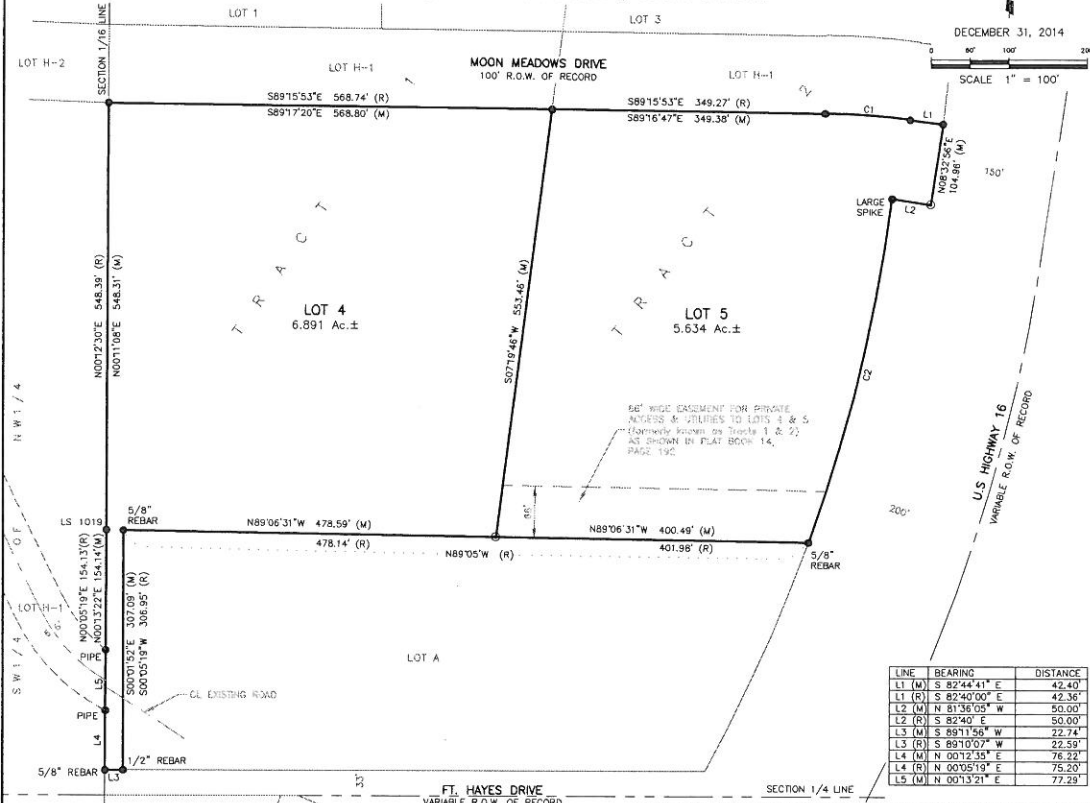 LOT 1
LOT 3
DECEMBER 31, 2014
0 60' 100'
SCALE 1" = 100'
SECTION 1/16 LINE
LOT H-2
LOT H-1
MOON MEADOWS DRIVE
100' R.O.W. OF RECORD
LOT H-1
2
S89°15'53"E 568.74' (R)
S89°17'20"E 568.80' (M)
S89°15'53"E 349.27' (R)
S89°16'47"E 349.38' (M)
C1
L1
N08°32'56"E
104.96' (M)
150'
LARGE
SPIKE
L2
TRACT
TRACT
LOT 4
6.891 Ac.±
LOT 5
5.634 Ac.±
N00°12'30"E 548.39' (R)
N00°11'08"E 548.31' (M)
S07°19'46"W 553.46' (M)
C2
66' WIDE EASEMENT FOR PRIVATE
ACCESS & UTILITIES TO LOTS 4 & 5
(formerly known as Tracts 1 & 2)
AS SHOWN IN PLAT BOOK 14,
PAGE 190
66'
U.S HIGHWAY 16
VARIABLE R.O.W. OF RECORD
200'
NW1/4
OF
SW1/4
LS 1019
5/8"
REBAR
N89°06'31"W 478.59' (M)
478.14' (R)
N89°05'W (R)
N89°06'31"W 400.49' (M)
401.98' (R)
5/8"
REBAR
N00°05'19"E 154.13'(R)
N00°13'22"E 154.14'(M)
S00°01'52"E 307.09' (M)
S00°05'19"W 306.95' (R)
LOT H-1
PIPE
L5
PIPE
L4
LOT A
CL EXISTING ROAD
5/8" REBAR
L3
1/2" REBAR
33'
FT. HAYES DRIVE
VARIABLE R.O.W. OF RECORD
SECTION 1/4 LINE
LINE BEARING DISTANCE
L1 (M) S 82°44'41" E 42.40'
L1 (R) S 82°40'00" E 42.36'
L2 (M) N 81°36'05" W 50.00'
L2 (R) S 82°40' E 50.00'
L3 (M) S 89°11'56" W 22.74'
L3 (R) S 89°10'07" W 22.59'
L4 (M) N 00°12'35" E 76.22'
L4 (R) N 00°05'19" E 75.20'
L5 (M) N 00°13'21" E 77.29'